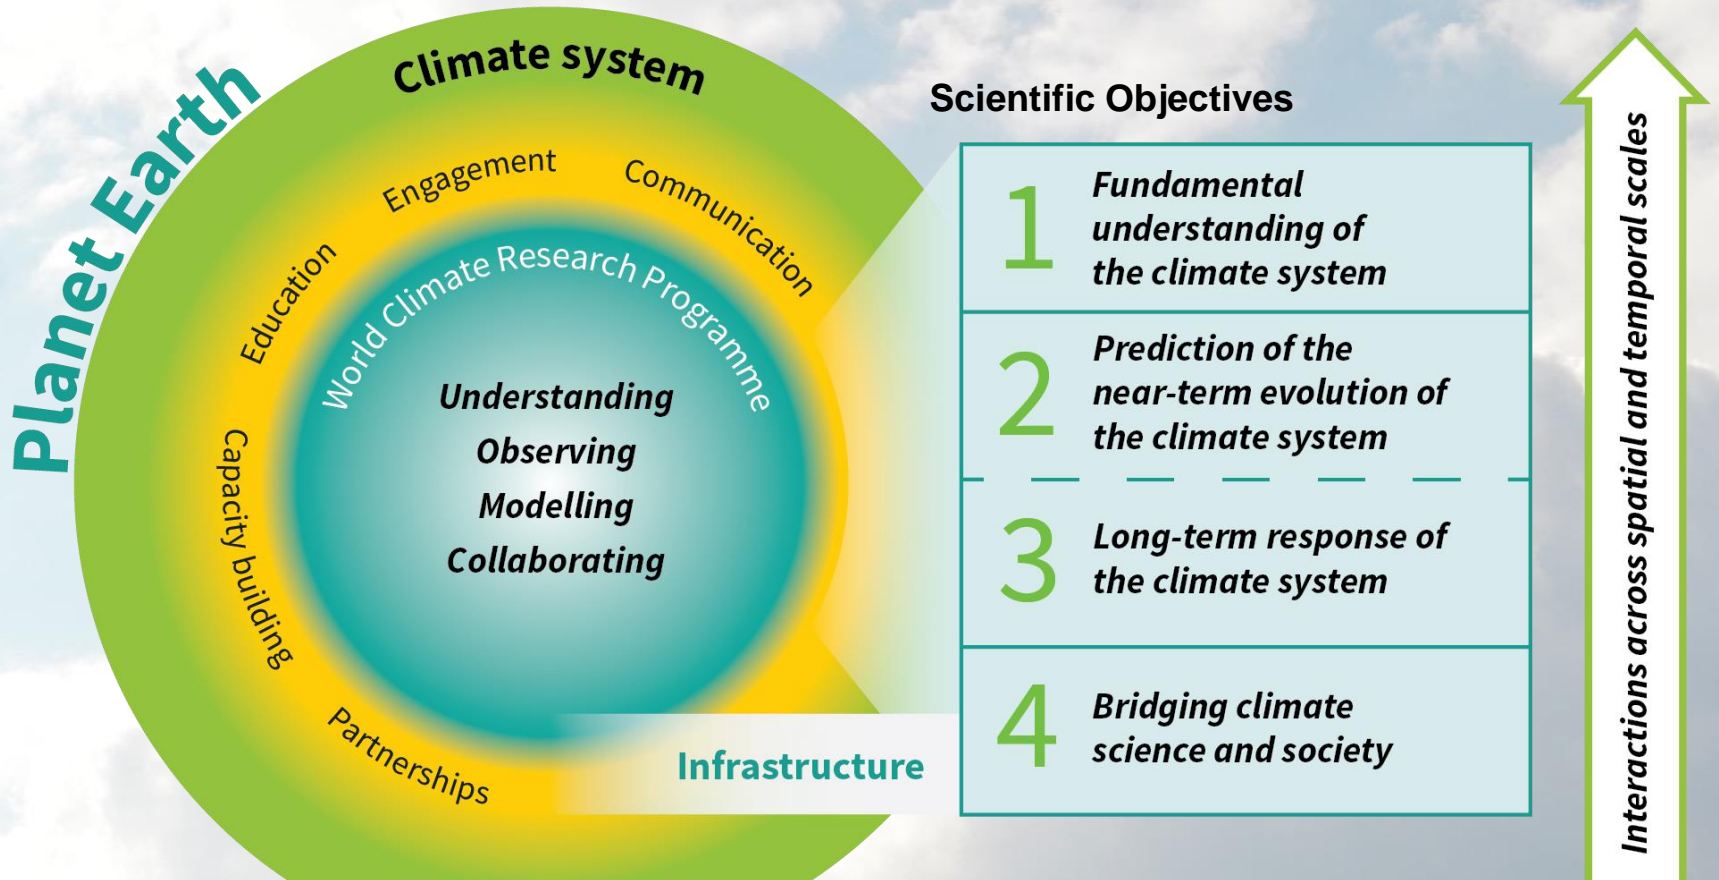 Planet Earth
Climate system
Engagement
Communication
Education
Capacity building
Partnerships
World Climate Research Programme
Understanding
Observing
Modelling
Collaborating
Infrastructure
Scientific Objectives
1
Fundamental
understanding of
the climate system
2
Prediction of the
near-term evolution of
the climate system
3
Long-term response of
the climate system
4
Bridging climate
science and society
Interactions across spatial and temporal scales